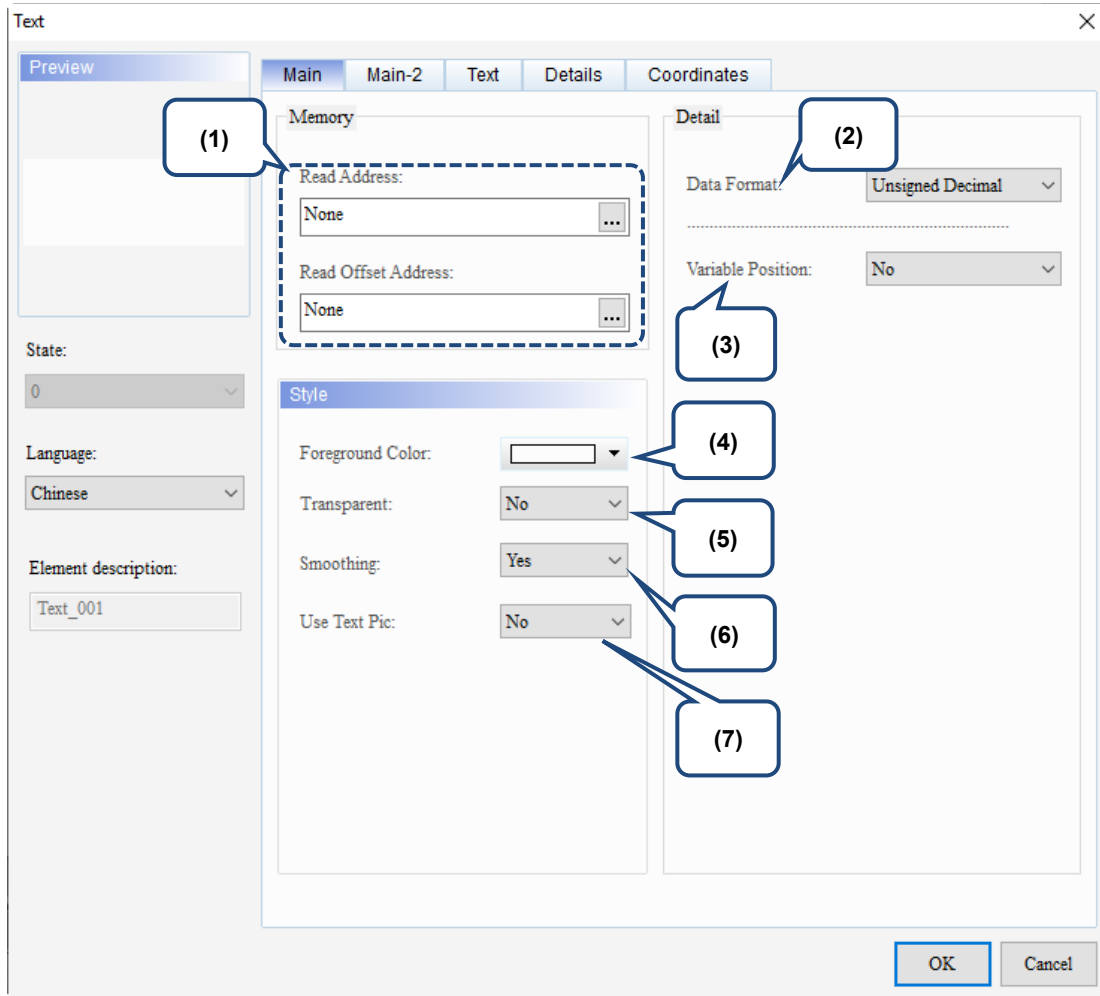 Text
Preview
Main Main-2 Text Details Coordinates
Memory
(1)
Read Address:
None
...
Read Offset Address:
None
...
Detail
(2)
Data Format:
Unsigned Decimal
Variable Position:
No
(3)
State:
0
Language:
Chinese
Element description:
Text_001
Style
Foreground Color:
(4)
Transparent:
No
(5)
Smoothing:
Yes
(6)
Use Text Pic:
No
(7)
OK Cancel